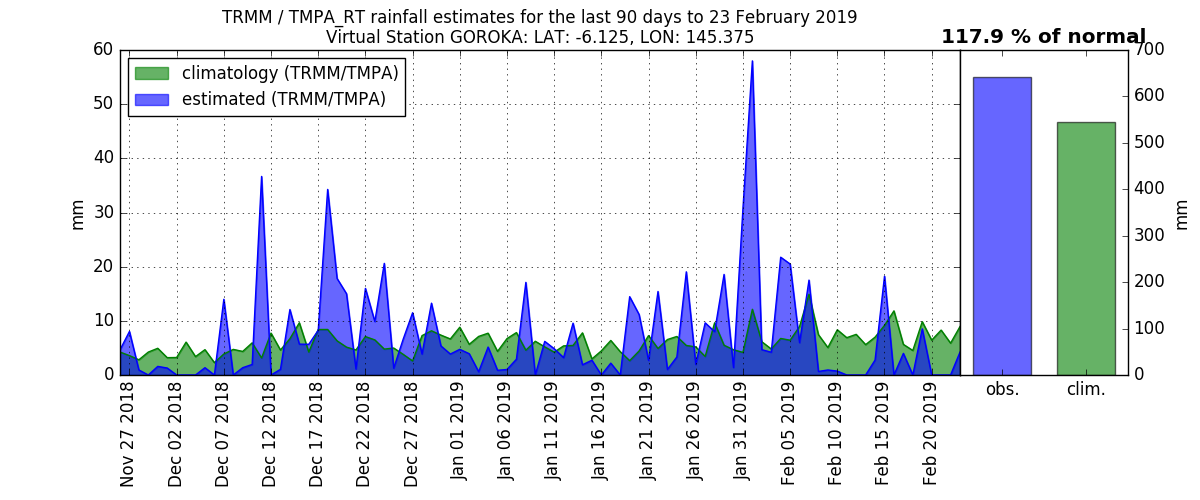 TRMM / TMPA_RT rainfall estimates for the last 90 days to 23 February 2019
Virtual Station GOROKA: LAT: -6.125, LON: 145.375
117.9 % of normal
climatology (TRMM/TMPA)
estimated (TRMM/TMPA)
60
50
40
30
20
10
0
mm
700
600
500
400
300
200
100
0
mm
Nov 27 2018
Dec 02 2018
Dec 07 2018
Dec 12 2018
Dec 17 2018
Dec 22 2018
Dec 27 2018
Jan 01 2019
Jan 06 2019
Jan 11 2019
Jan 16 2019
Jan 21 2019
Jan 26 2019
Jan 31 2019
Feb 05 2019
Feb 10 2019
Feb 15 2019
Feb 20 2019
obs.
clim.